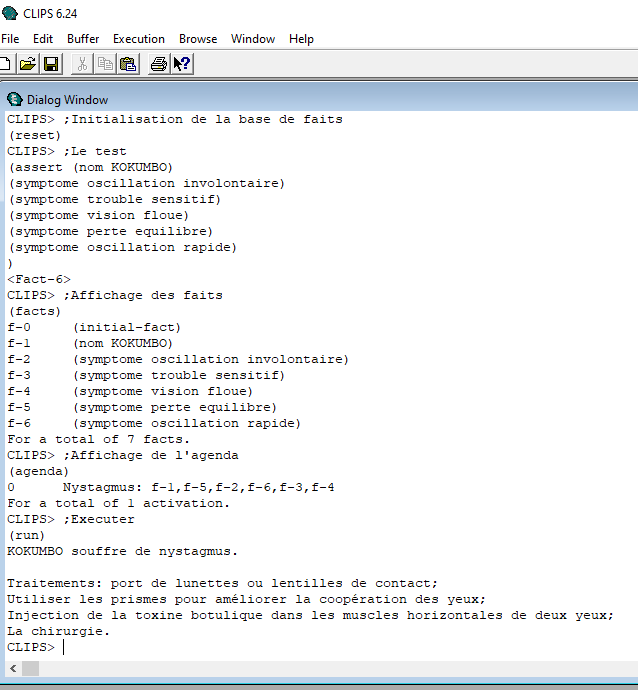 CLIPS 6.24
File Edit Buffer Execution Browse Window Help
Dialog Window
CLIPS> ;Initialisation de la base de faits
(reset)
CLIPS> ;Le test
(assert (nom KOKUMBO)
(symptome oscillation involontaire)
(symptome trouble sensitif)
(symptome vision floue)
(symptome perte equilibre)
(symptome oscillation rapide)
)
<Fact-6>
CLIPS> ;Affichage des faits
(facts)
f-0     (initial-fact)
f-1     (nom KOKUMBO)
f-2     (symptome oscillation involontaire)
f-3     (symptome trouble sensitif)
f-4     (symptome vision floue)
f-5     (symptome perte equilibre)
f-6     (symptome oscillation rapide)
For a total of 7 facts.
CLIPS> ;Affichage de l'agenda
(agenda)
0      Nystagmus: f-1,f-5,f-2,f-6,f-3,f-4
For a total of 1 activation.
CLIPS> ;Executer
(run)
KOKUMBO souffre de nystagmus.

Traitements: port de lunettes ou lentilles de contact;
Utiliser les prismes pour améliorer la coopération des yeux;
Injection de la toxine botulique dans les muscles horizontales de deux yeux;
La chirurgie.
CLIPS>